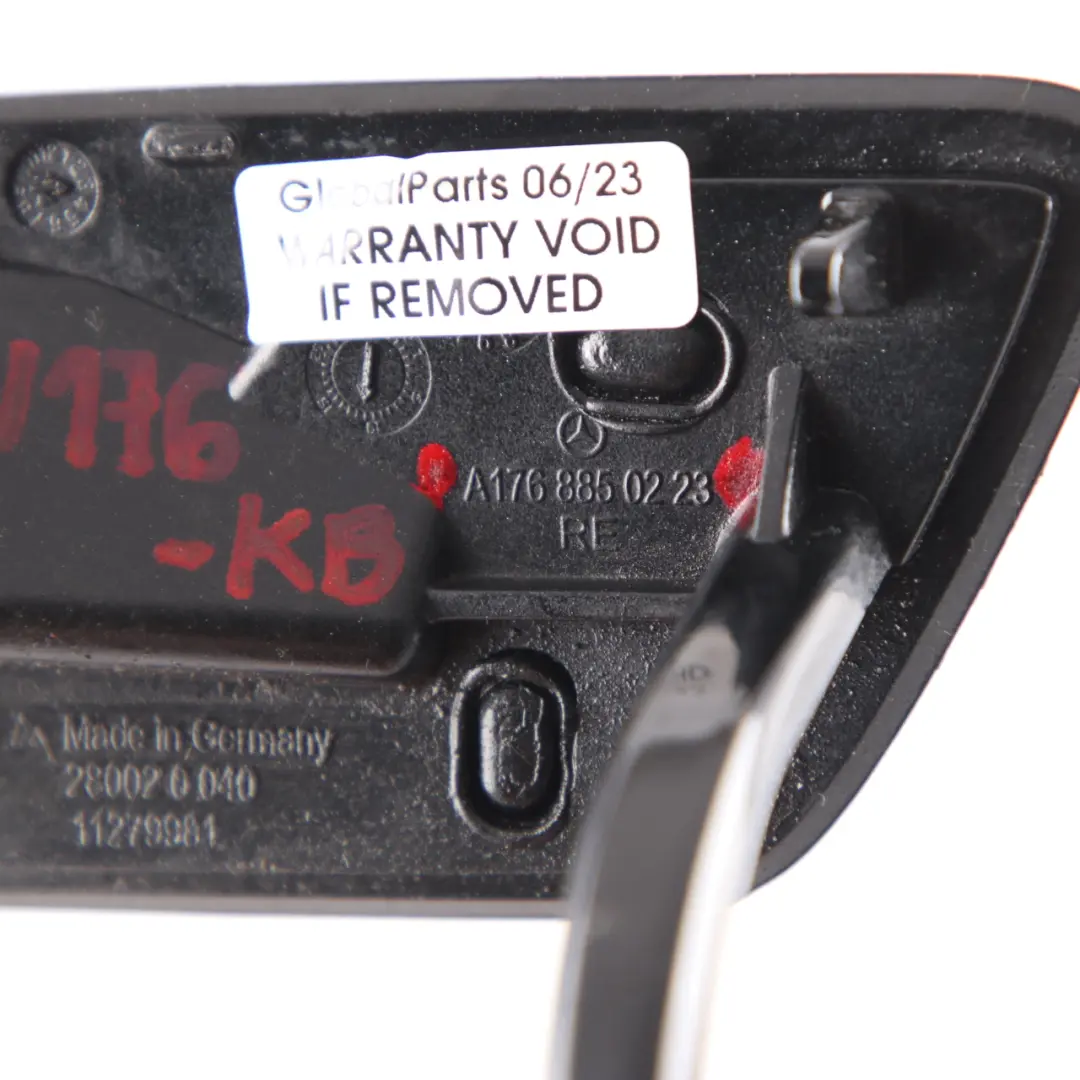 GlobalParts 06/23
WARRANTY VOID
IF REMOVED
W176
-KB
A176 885 02 23
RE
Made in Germany
28002 0 040
11279981